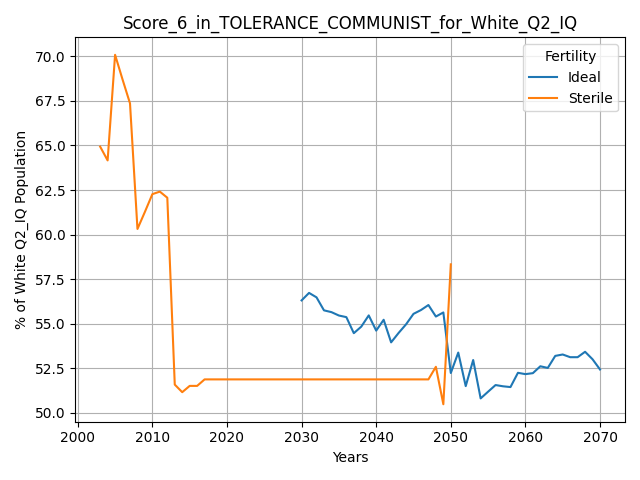 Score_6_in_TOLERANCE_COMMUNIST_for_White_Q2_IQ
Fertility
Ideal
Sterile
% of White Q2_IQ Population
70.0
67.5
65.0
62.5
60.0
57.5
55.0
52.5
50.0
2000
2010
2020
2030
2040
2050
2060
2070
Years